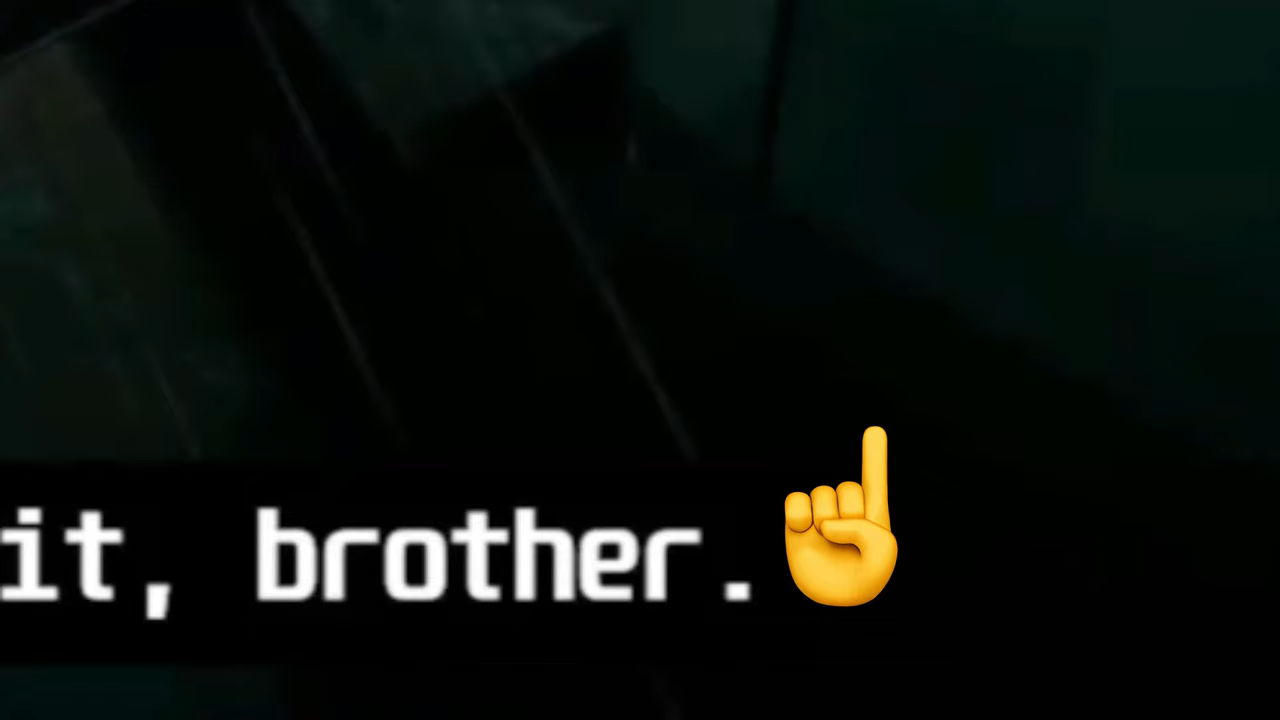 it, brother.☝️